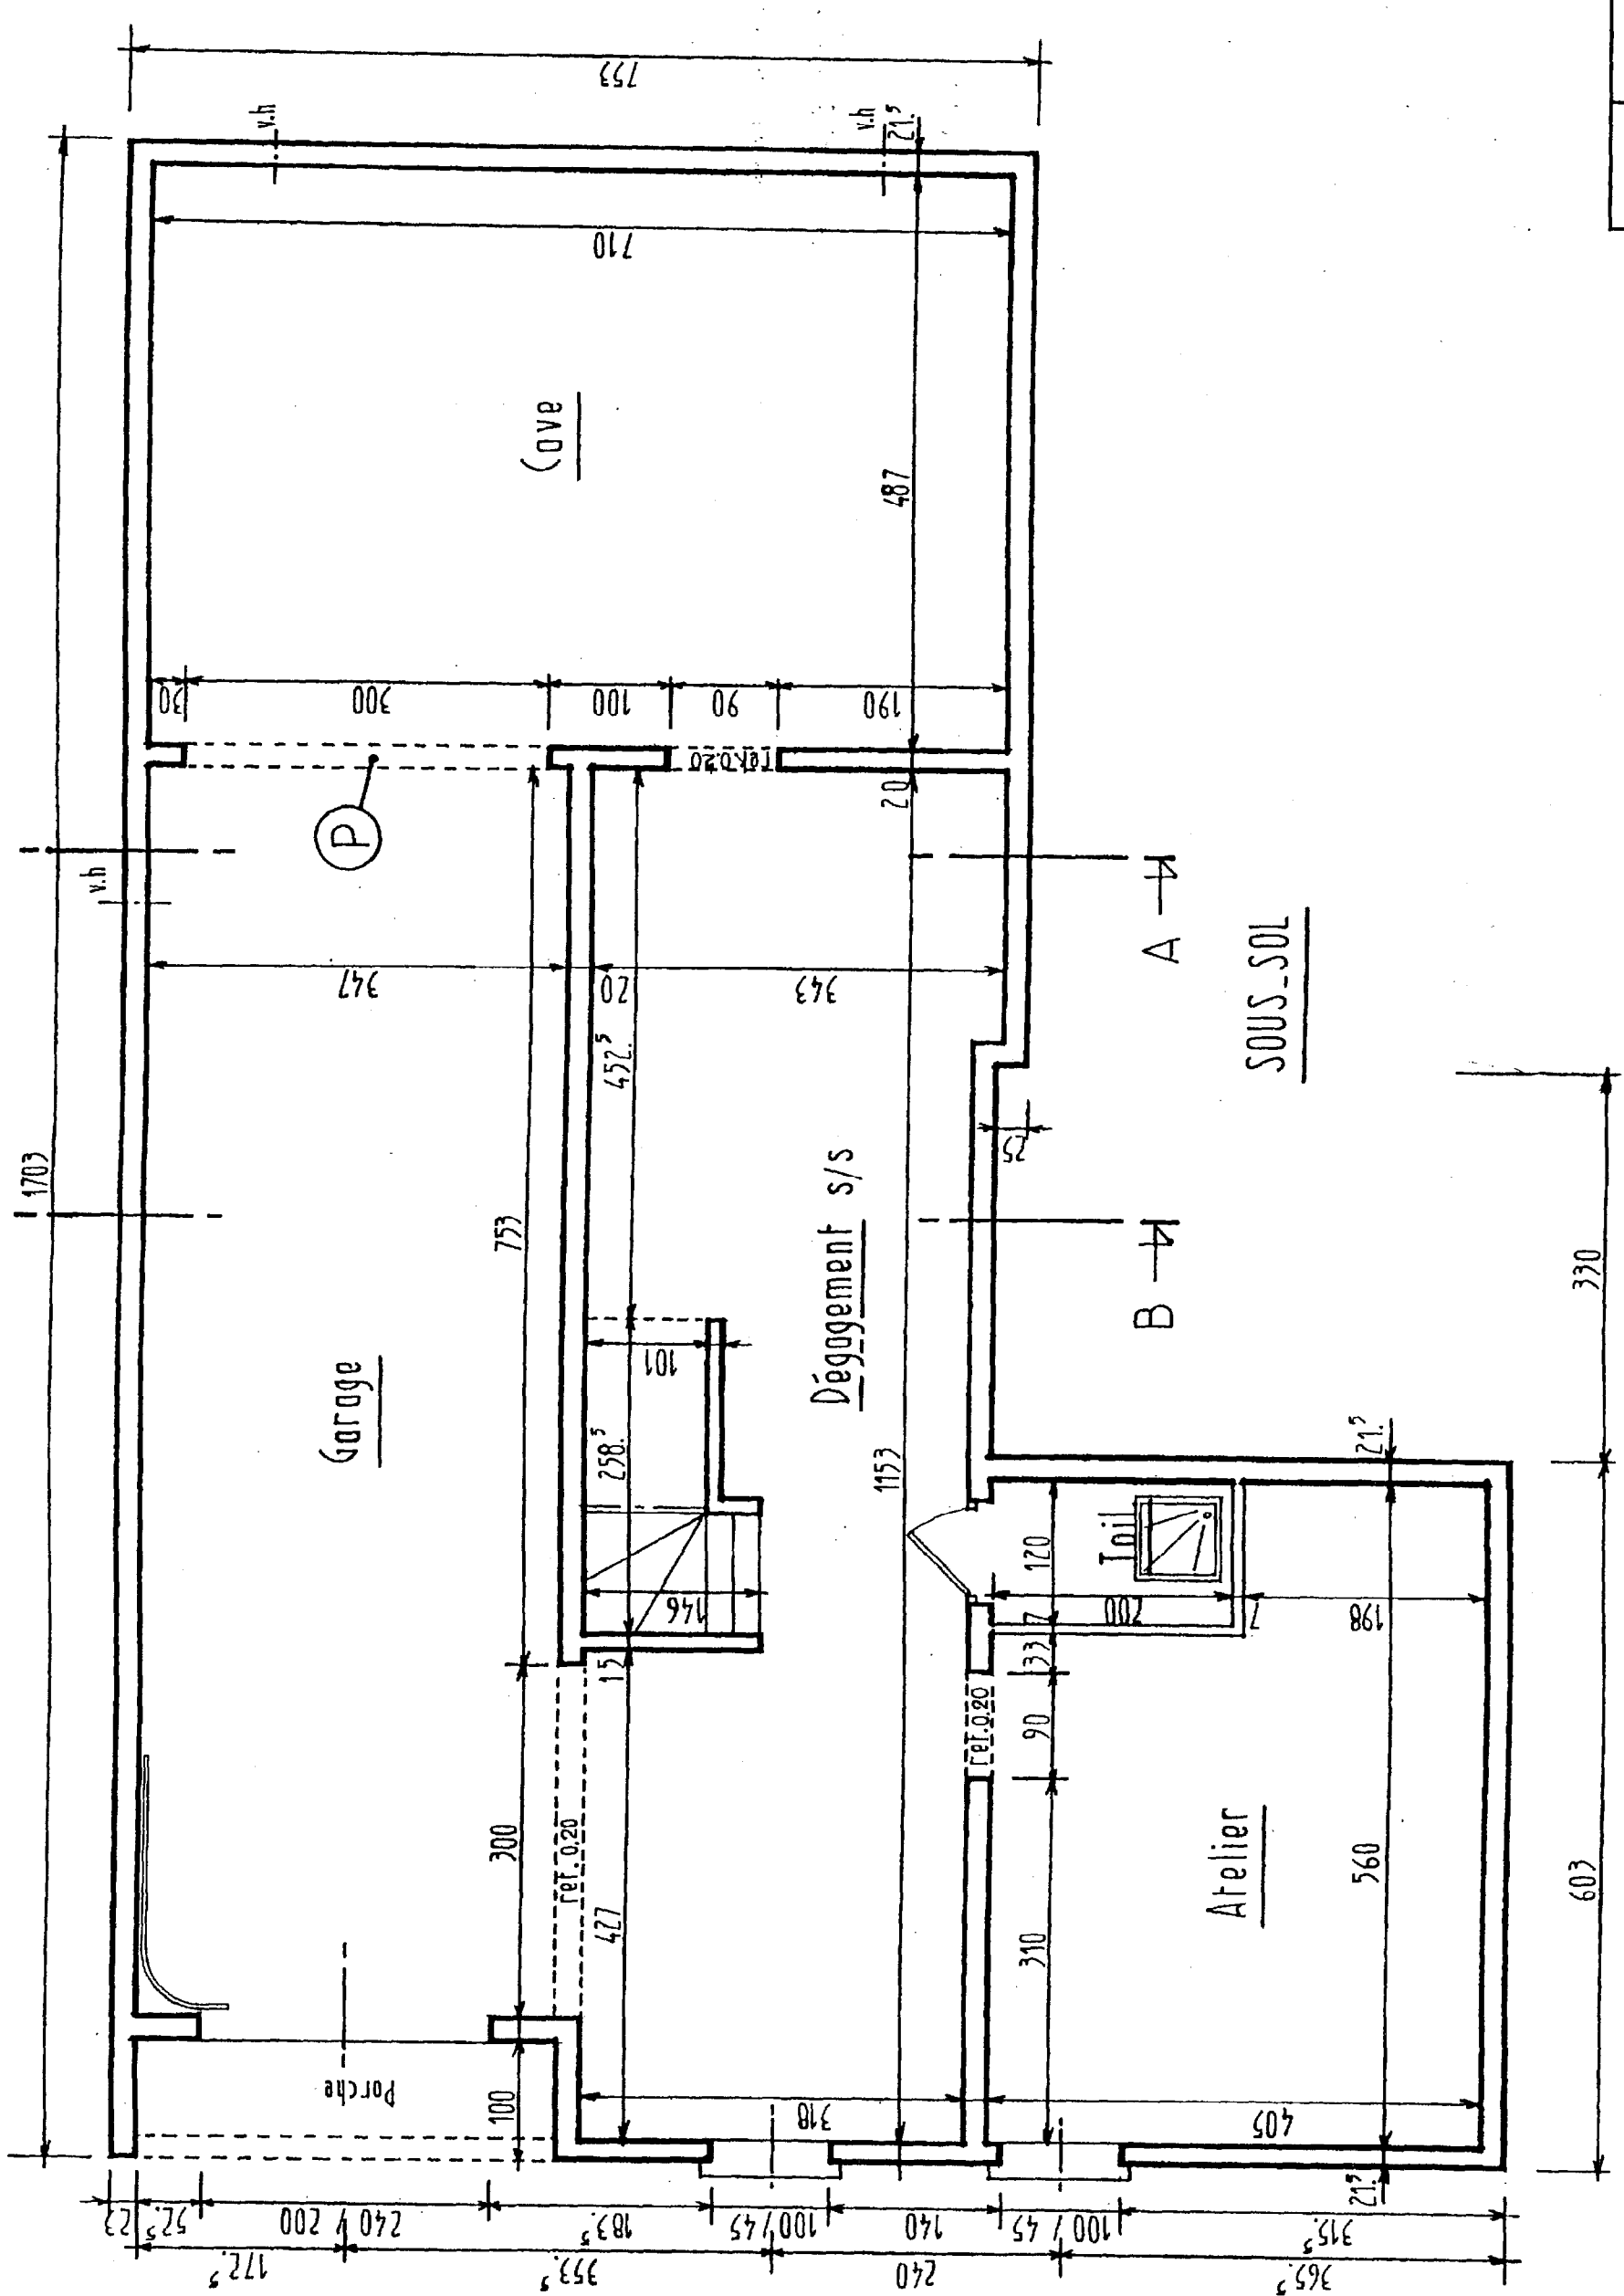 1703
753
v.h
v.h
v.h
21.5
710
Cave
487
30
300
100
90
190
ret.0.20
20
P
347
20
343
452.5
753
A
SOUS_SOL
25
B
330
Garage
Dégagement s/s
101
258.5
1153
146
15
300
ret. 0.20
427
Toil
120
200
7
7
33
198
90
ret.0.20
310
Atelier
560
21.5
603
Porche
100
318
405
21.5
23
52.5
240 / 200
183.5
100 / 45
140
100 / 45
315.5
172.5
353.5
240
365.5